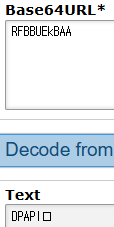 Base64URL*
RFBBUEkBAA
Decode from
Text
DPAPI□